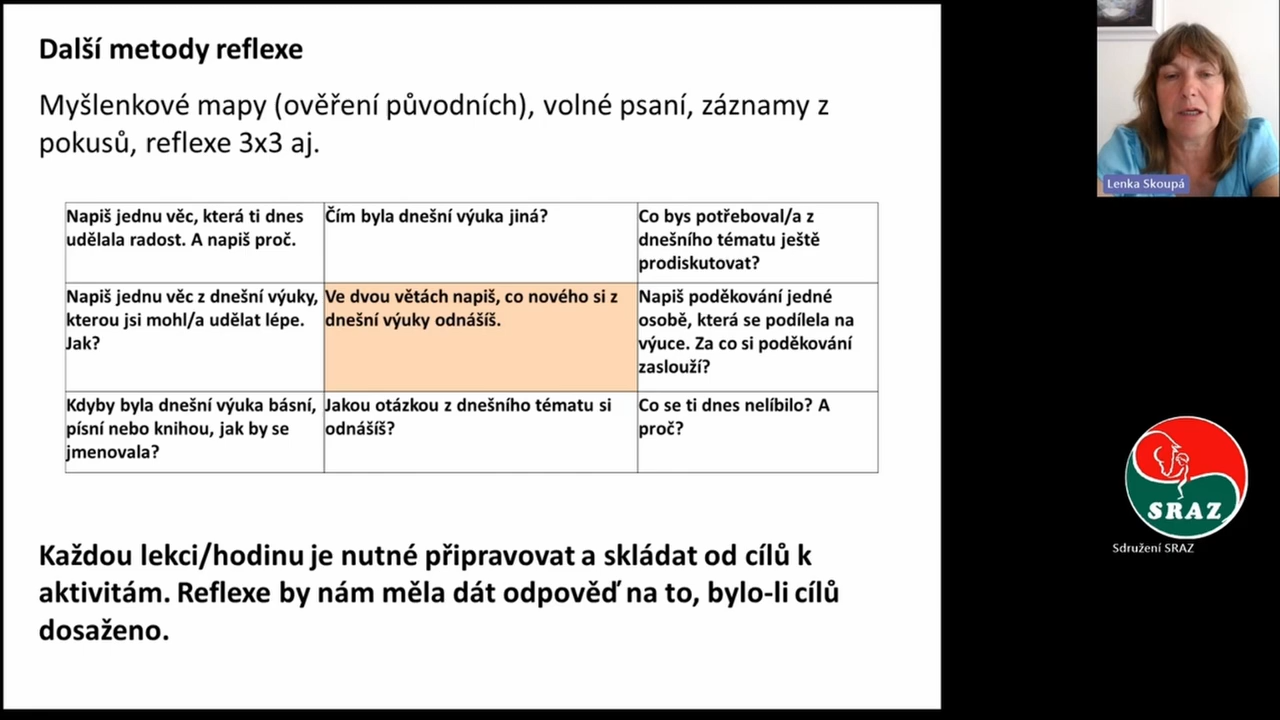 Další metody reflexe
Myšlenkové mapy (ověření původních), volné psaní, záznamy z
pokusů, reflexe 3x3 aj.
Napiš jednu věc, která ti dnes
udělala radost. A napiš proč.
Čím byla dnešní výuka jiná?
Co bys potřeboval/a z
dnešního tématu ještě
prodiskutovat?
Napiš jednu věc z dnešní výuky,
kterou jsi mohl/a udělat lépe.
Jak?
Ve dvou větách napiš, co nového si z
dnešní výuky odnášíš.
Napiš poděkování jedné
osobě, která se podílela na
výuce. Za co si poděkování
zaslouží?
Kdyby byla dnešní výuka básní,
písní nebo knihou, jak by se
jmenovala?
Jakou otázkou z dnešního tématu si
odnášíš?
Co se ti dnes nelíbilo? A
proč?
Každou lekci/hodinu je nutné připravovat a skládat od cílů k
aktivitám. Reflexe by nám měla dát odpověď na to, bylo-li cílů
dosaženo.
Lenka Skoupá
SRAZ
Sdružení SRAZ